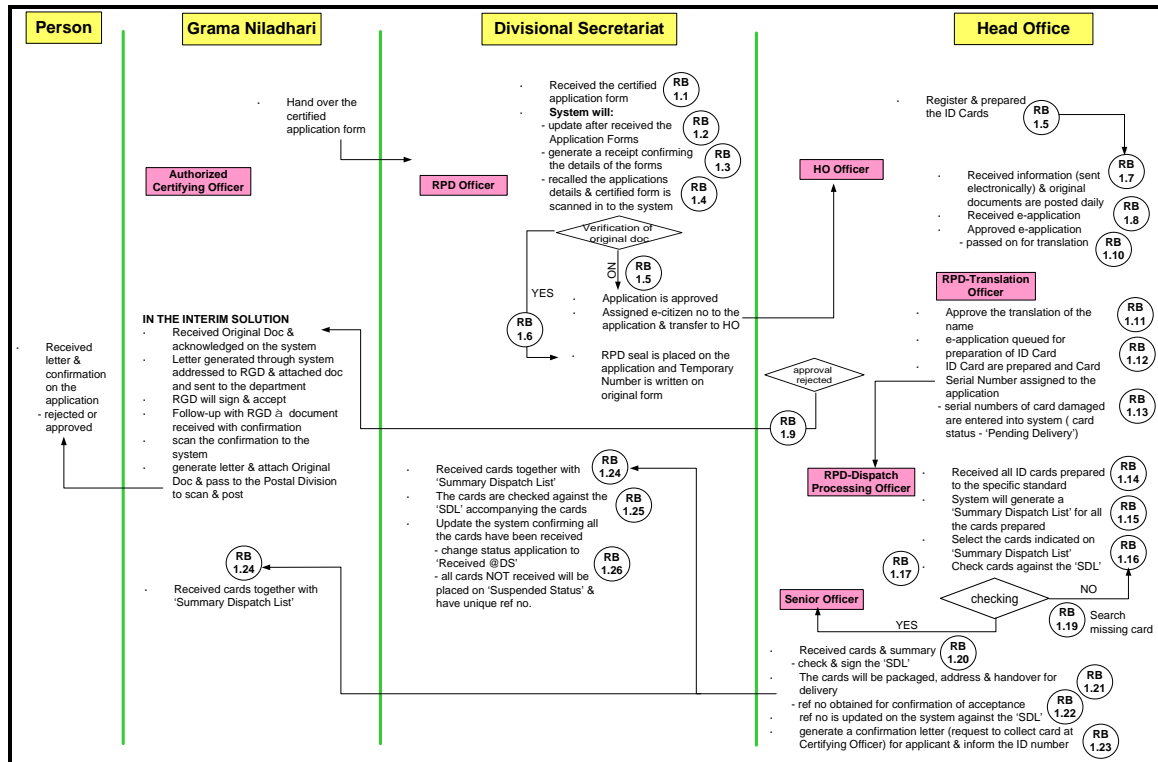 Person
Grama Niladhari
Divisional Secretariat
Head Office
· Hand over the
certified
application form
Authorized
Certifying Officer
IN THE INTERIM SOLUTION
· Received Original Doc &
acknowledged on the system
· Letter generated through system
addressed to RGD & attached doc
and sent to the department
· RGD will sign & accept
· Follow-up with RGD à document
received with confirmation
· scan the confirmation to the
system
· generate letter & attach Original
Doc & pass to the Postal Division
to scan & post
· Received
letter &
confirmation
on the
application
- rejected or
approved
RB
1.24
· Received cards together with
‘Summary Dispatch List’
· Received the certified
application form
RB
1.1
· System will:
- update after received the
Application Forms
RB
1.2
- generate a receipt confirming
the details of the forms
RB
1.3
- recalled the applications
details & certified form is
scanned in to the system
RB
1.4
RPD Officer
Verification of
original doc
YES
NO
RB
1.5
RB
1.6
· Application is approved
· Assigned e-citizen no to the
application & transfer to HO
· RPD seal is placed on the
application and Temporary
Number is written on
original form
· Received cards together with
‘Summary Dispatch List’
RB
1.24
· The cards are checked against the
‘SDL’ accompanying the cards
RB
1.25
· Update the system confirming all
the cards have been received
- change status application to
‘Received @DS’
- all cards NOT received will be
placed on ‘Suspended Status’ &
have unique ref no.
RB
1.26
· Register & prepared
the ID Cards
RB
1.5
HO Officer
RB
1.7
· Received information (sent
electronically) & original
documents are posted daily
· Received e-application
RB
1.8
· Approved e-application
- passed on for translation
RB
1.10
RPD-Translation
Officer
· Approve the translation of the
name
RB
1.11
· e-application queued for
preparation of ID Card
RB
1.12
· ID Card are prepared and Card
Serial Number assigned to the
application
- serial numbers of card damaged
are entered into system ( card
status - ‘Pending Delivery’)
RB
1.13
approval
rejected
RB
1.9
RPD-Dispatch
Processing Officer
· Received all ID cards prepared
to the specific standard
RB
1.14
· System will generate a
‘Summary Dispatch List’ for all
the cards prepared
RB
1.15
· Select the cards indicated on
‘Summary Dispatch List’
RB
1.16
· Check cards against the ‘SDL’
RB
1.17
checking
NO
YES
RB
1.19
Search
missing card
Senior Officer
· Received cards & summary
- check & sign the ‘SDL’
RB
1.20
· The cards will be packaged, address & handover for
delivery
RB
1.21
- ref no obtained for confirmation of acceptance
· ref no is updated on the system against the ‘SDL’
RB
1.22
· generate a confirmation letter (request to collect card at
Certifying Officer) for applicant & inform the ID number
RB
1.23